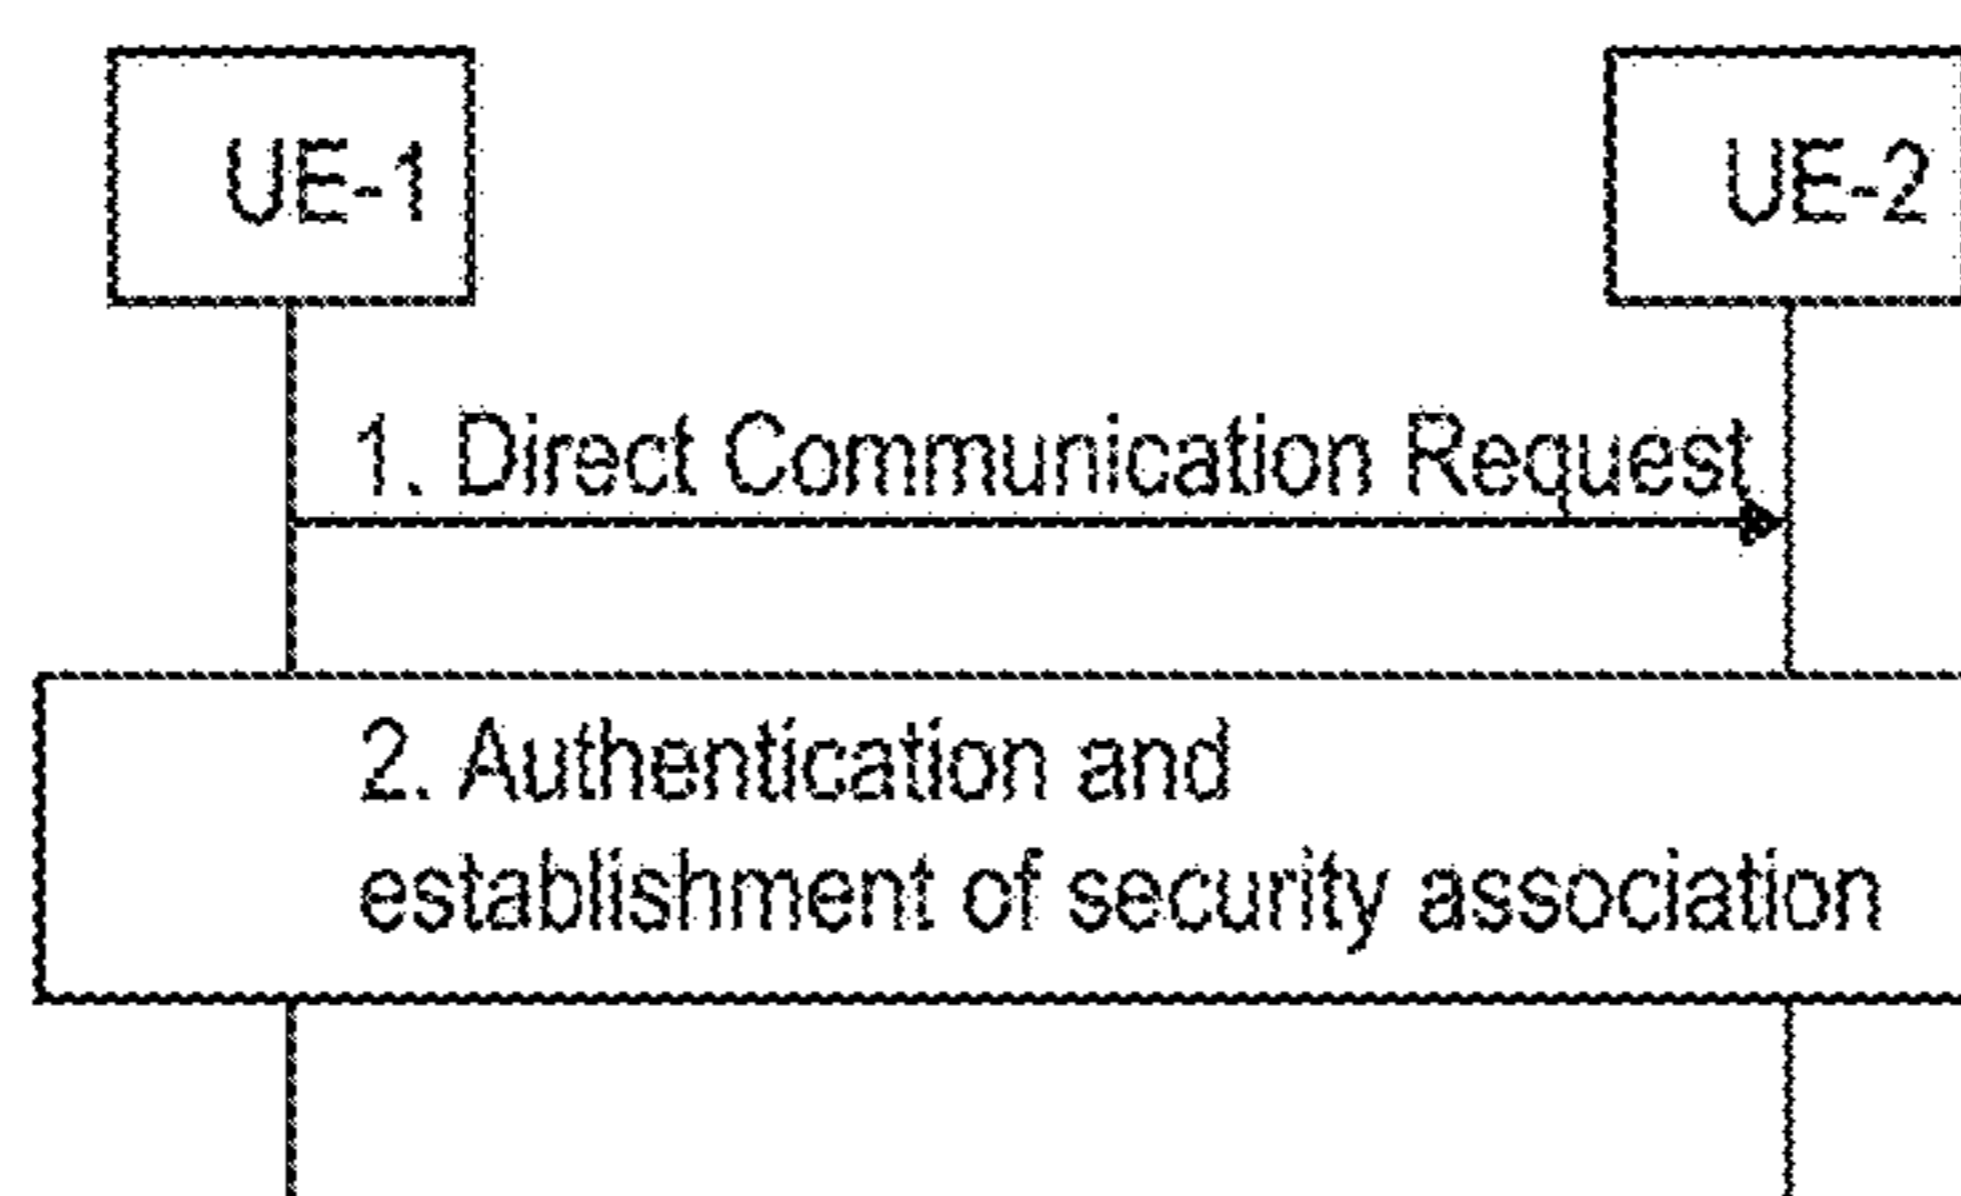 UE-1
UE-2
1. Direct Communication Request
2. Authentication and
establishment of security association